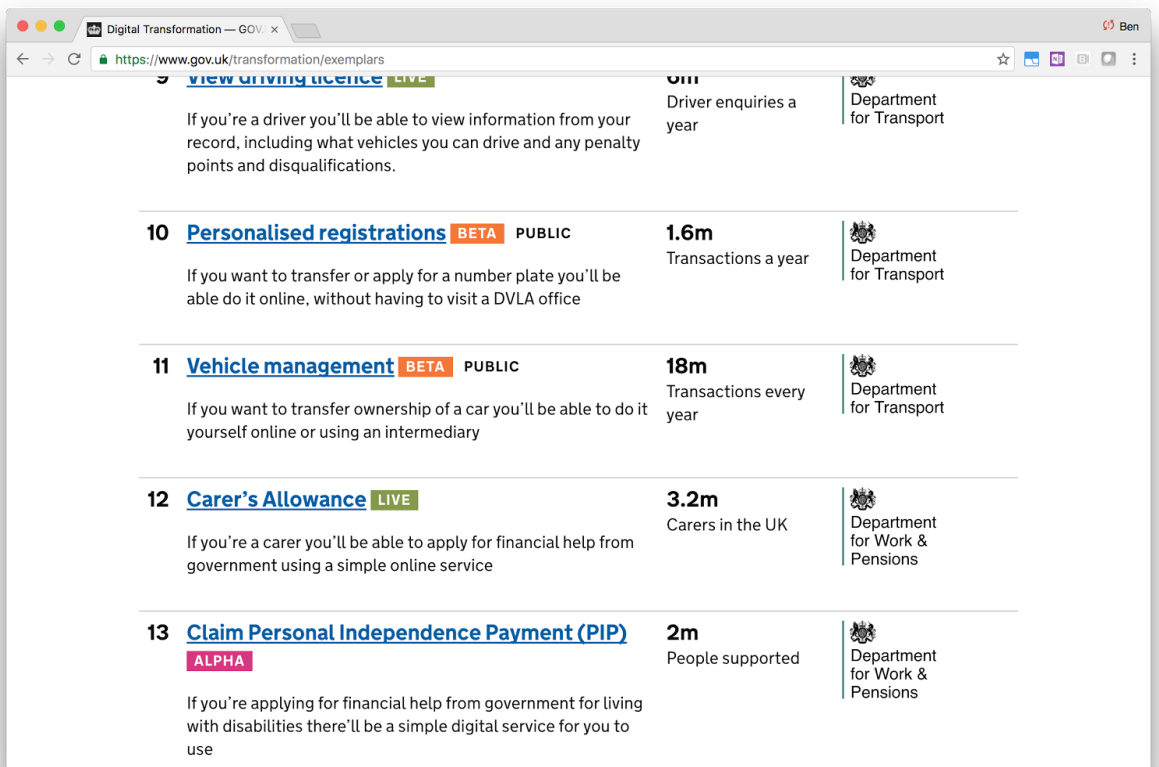 Digital Transformation — GOV.
Ben
https://www.gov.uk/transformation/exemplars
9 View driving licence LIVE
6m
Driver enquiries a
year
Department
for Transport
If you're a driver you'll be able to view information from your
record, including what vehicles you can drive and any penalty
points and disqualifications.
10 Personalised registrations BETA PUBLIC
1.6m
Transactions a year
Department
for Transport
If you want to transfer or apply for a number plate you'll be
able do it online, without having to visit a DVLA office
11 Vehicle management BETA PUBLIC
18m
Transactions every
year
Department
for Transport
If you want to transfer ownership of a car you'll be able to do it
yourself online or using an intermediary
12 Carer's Allowance LIVE
3.2m
Carers in the UK
Department
for Work &
Pensions
If you're a carer you'll be able to apply for financial help from
government using a simple online service
13 Claim Personal Independence Payment (PIP)
ALPHA
2m
People supported
Department
for Work &
Pensions
If you're applying for financial help from government for living
with disabilities there'll be a simple digital service for you to
use